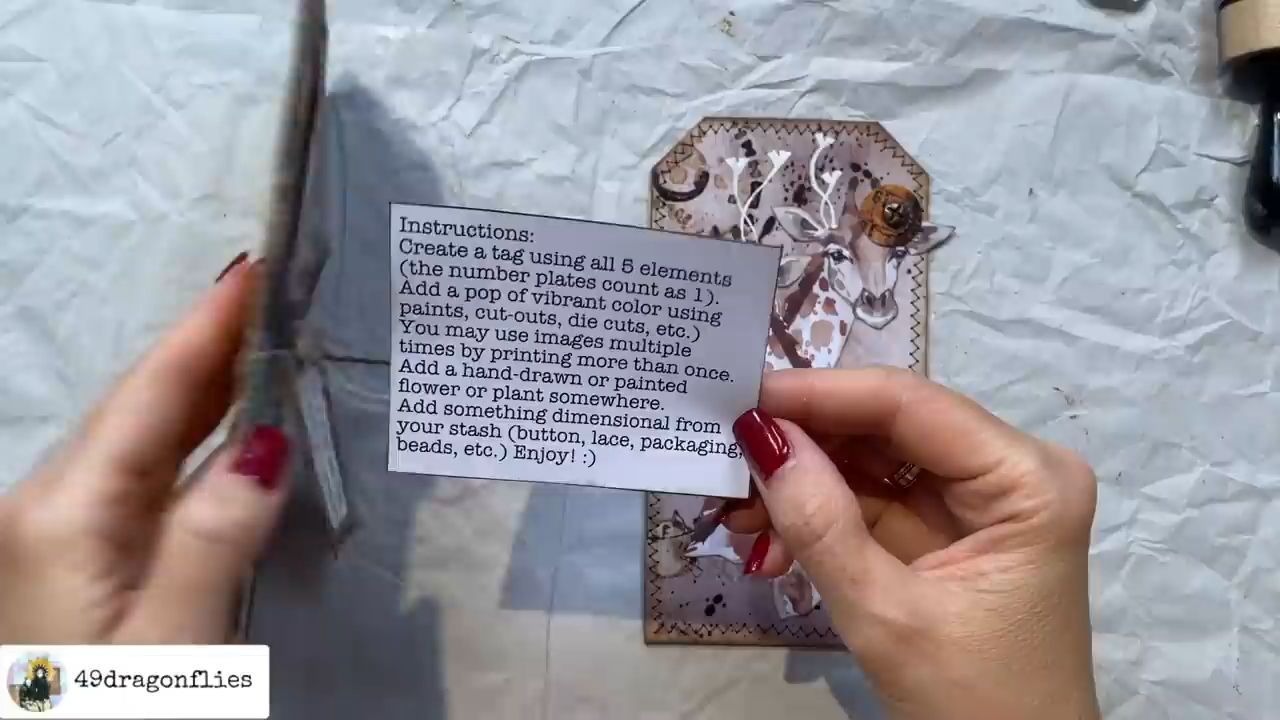 Instructions:
Create a tag using all 5 elements
(the number plates count as 1).
Add a pop of vibrant color using
paints, cut-outs, die cuts, etc.)
You may use images multiple
times by printing more than once.
Add a hand-drawn or painted
flower or plant somewhere.
Add something dimensional from
your stash (button, lace, packaging,
beads, etc.) Enjoy! :)
49dragonflies